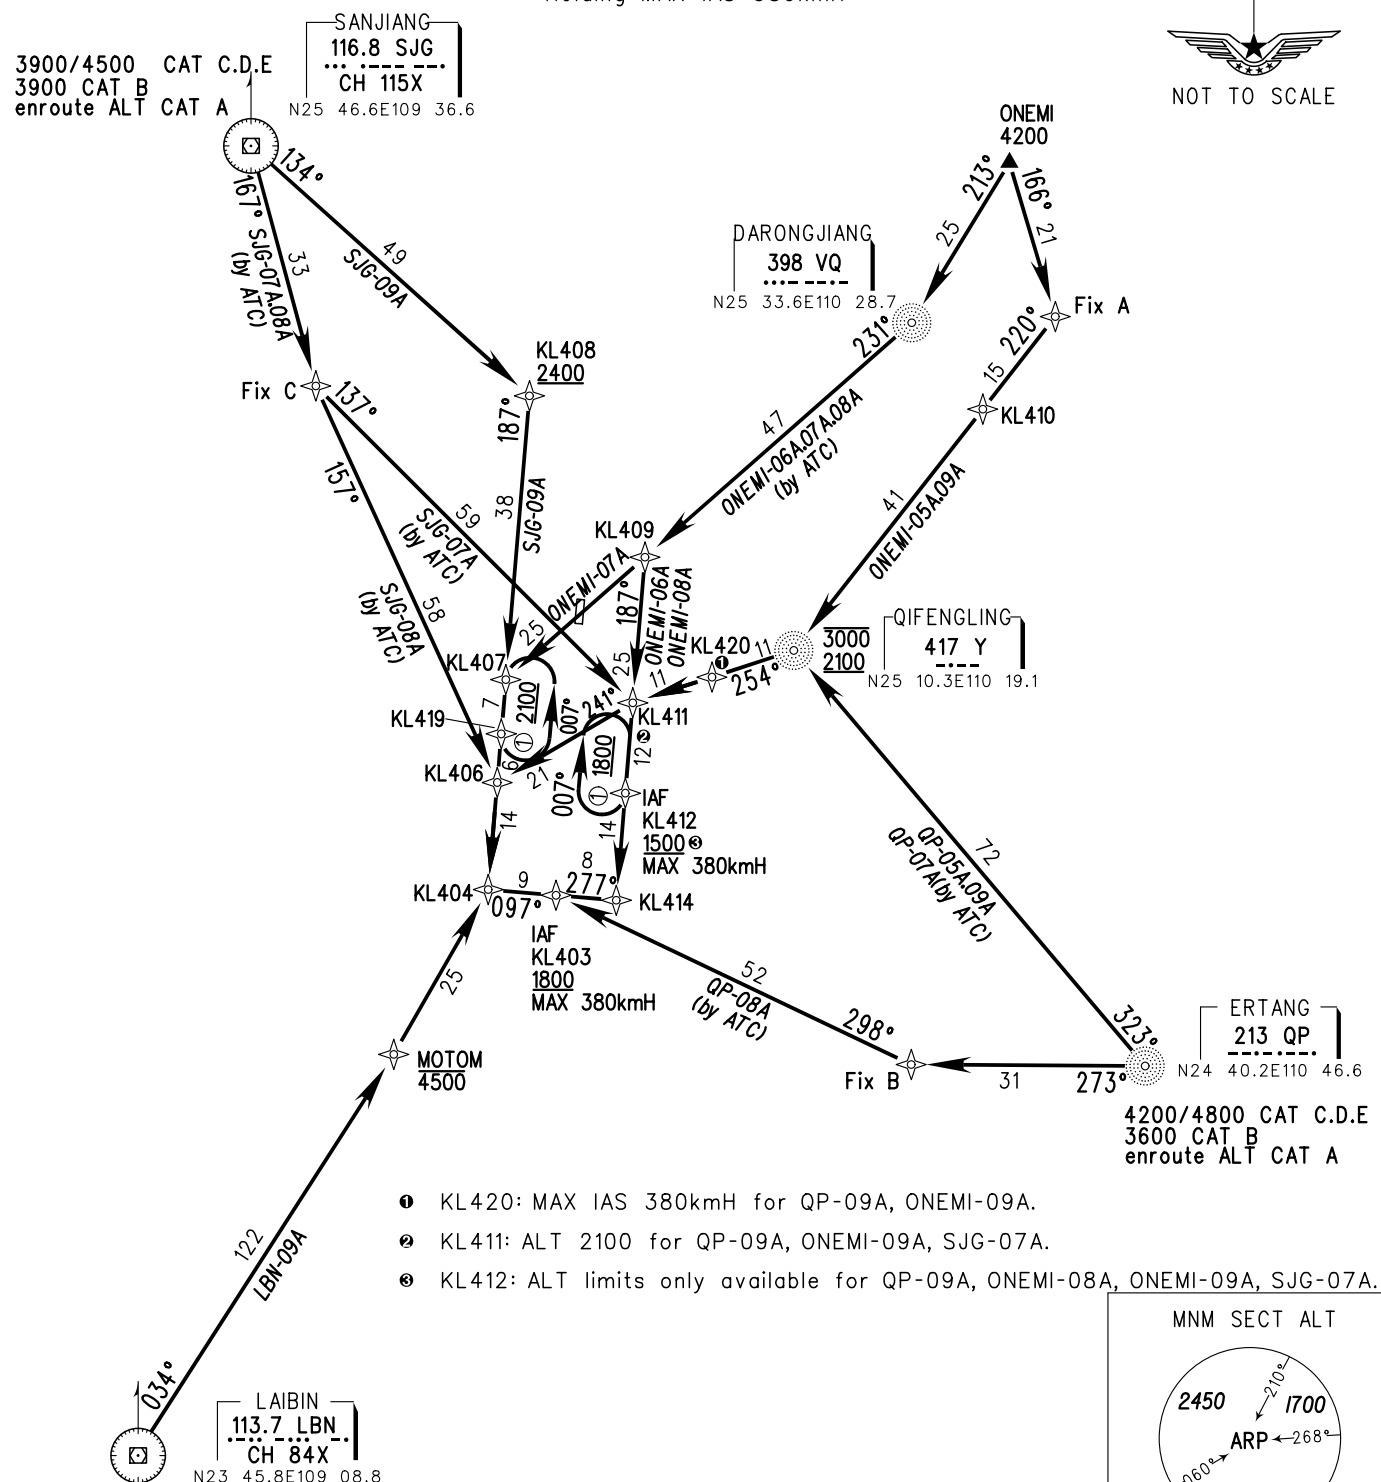 SANJIANG
116.8 SJG
CH 115X
N25 46.6E109 36.6
3900/4500 CAT C.D.E
3900 CAT B
enroute ALT CAT A
NOT TO SCALE
ONEMI
4200
134°
167°
SJG-07A.08A
(by ATC)
33
49
SJG-09A
213°
166°
25
21
DARONGJIANG
398 VQ
N25 33.6E110 28.7
Fix A
231°
220°
15
KL410
KL408
2400
Fix C
137°
187°
157°
47
ONEMI-06A.07A.08A
(by ATC)
41
ONEMI-05A.09A
59
SJG-07A
(by ATC)
38
SJG-09A
KL409
ONEMI-07A
25
187°
ONEMI-06A
ONEMI-08A
25
58
SJG-08A
(by ATC)
QIFENGLING
417 Y
N25 10.3E110 19.1
3000
2100
KL420
❶
11
11
254°
KL407
7
2100
①
007°
241°
KL411
❷
KL419
12
1800
①
007°
6
21
KL406
IAF
KL412
1500❸
MAX 380kmH
14
14
8
9
277°
KL404
097°
KL414
IAF
KL403
1800
MAX 380kmH
72
QP-05A.09A
QP-07A(by ATC)
25
52
QP-08A
(by ATC)
298°
323°
ERTANG
213 QP
N24 40.2E110 46.6
MOTOM
4500
Fix B
31
273°
4200/4800 CAT C.D.E
3600 CAT B
enroute ALT CAT A
❶ KL420: MAX IAS 380kmH for QP-09A, ONEMI-09A.
❷ KL411: ALT 2100 for QP-09A, ONEMI-09A, SJG-07A.
❸ KL412: ALT limits only available for QP-09A, ONEMI-08A, ONEMI-09A, SJG-07A.
122
LBN-09A
034°
LAIBIN
113.7 LBN
CH 84X
N23 45.8E109 08.8
MNM SECT ALT
2450
210°
1700
ARP
268°
060°